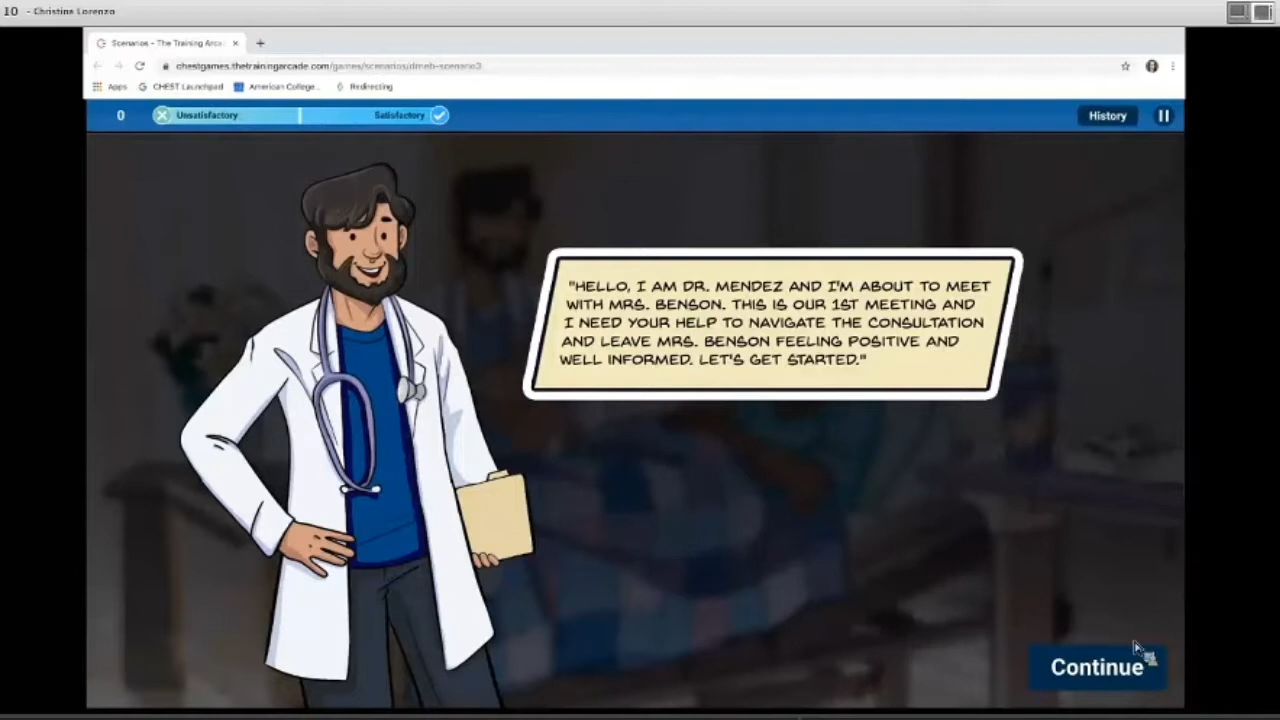 10 - Christine Lorenzo
Scenarios - The Training Arca
chestgames.thetrainingarcade.com/games/scenarios/dmeb-scenario3
Apps CHEST Launchpad American College... Redirecting
0 Unsatisfactory Satisfactory History
"HELLO, I AM DR. MENDEZ AND I'M ABOUT TO MEET
WITH MRS. BENSON. THIS IS OUR 1ST MEETING AND
I NEED YOUR HELP TO NAVIGATE THE CONSULTATION
AND LEAVE MRS. BENSON FEELING POSITIVE AND
WELL INFORMED. LET'S GET STARTED."
Continue